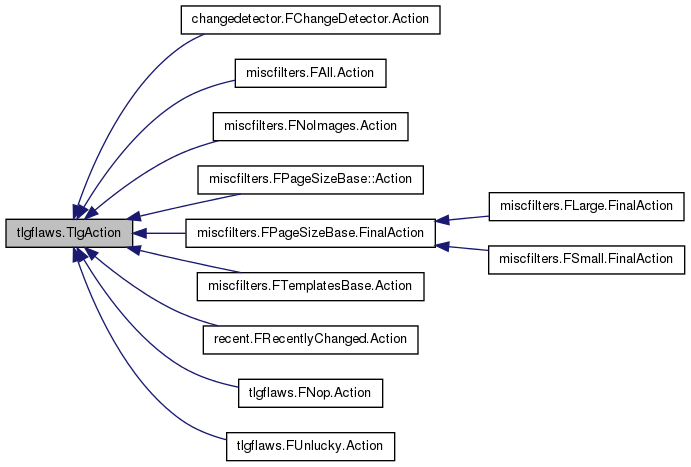 changedetector.FChangeDetector.Action
miscfilters.FAll.Action
miscfilters.FNoImages.Action
miscfilters.FPageSizeBase::Action
tlgflaws.TlgAction
miscfilters.FPageSizeBase.FinalAction
miscfilters.FLarge.FinalAction
miscfilters.FSmall.FinalAction
miscfilters.FTemplatesBase.Action
recent.FRecentlyChanged.Action
tlgflaws.FNop.Action
tlgflaws.FUnlucky.Action